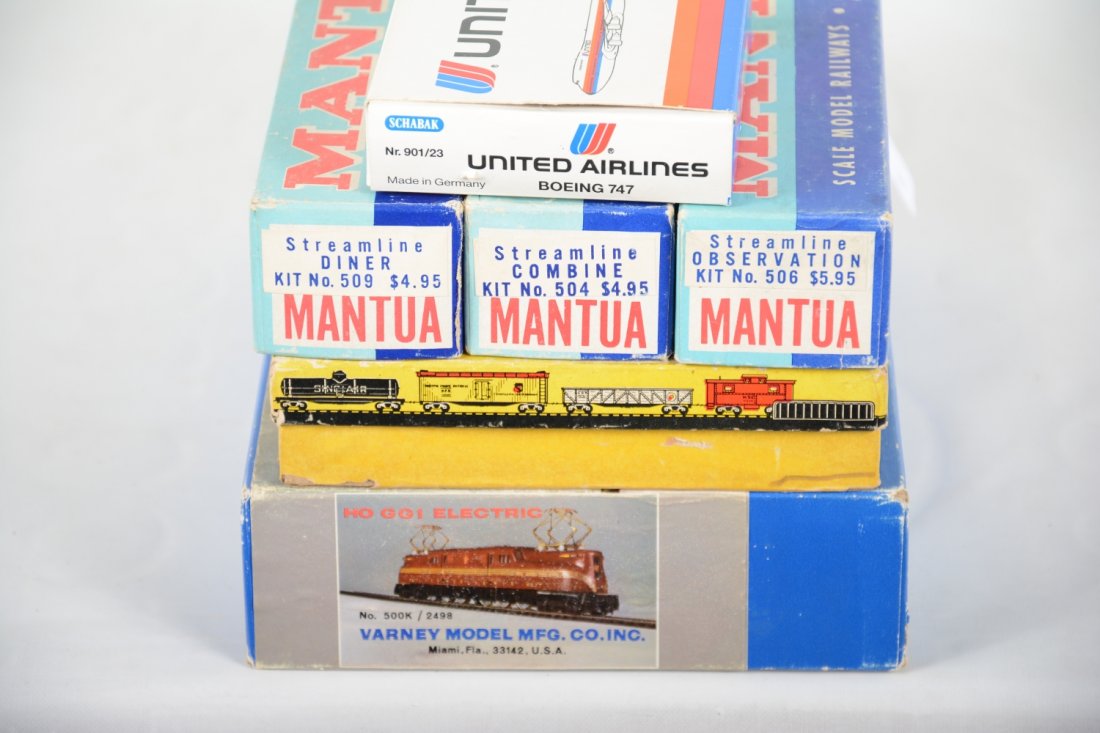 MANT
UNITED
MAN
SCALE MODEL RAILWAYS •
SCHABAK
Nr. 901/23
UNITED AIRLINES
Made in Germany
BOEING 747
Streamline
DINER
KIT No. 509 $4.95
MANTUA
Streamline
COMBINE
KIT No. 504 $4.95
MANTUA
Streamline
OBSERVATION
KIT No. 506 $5.95
MANTUA
SINCLAIR
HO GG1 ELECTRIC
No. 500K / 2498
VARNEY MODEL MFG. CO. INC.
Miami, Fla., 33142, U.S.A.